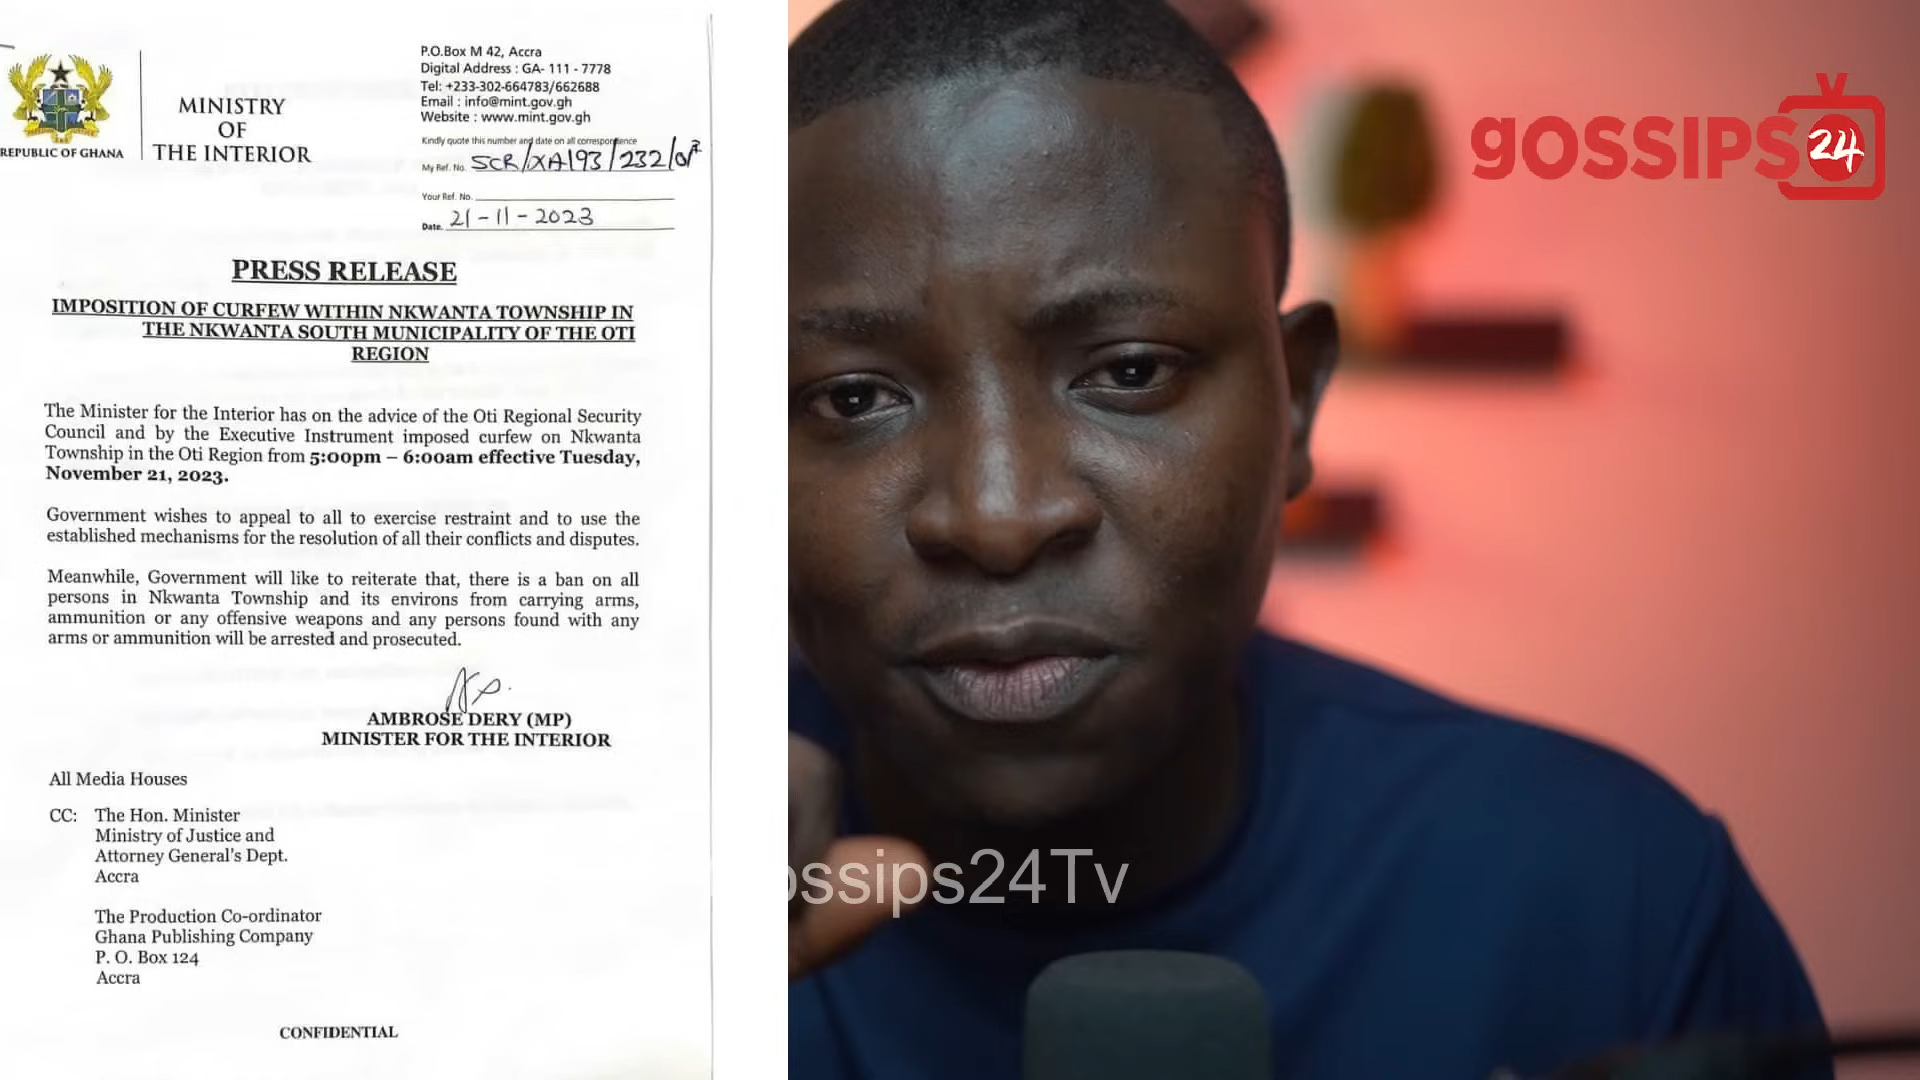 REPUBLIC OF GHANA
MINISTRY
OF
THE INTERIOR
P.O.Box M 42, Accra
Digital Address : GA- 111 - 7778
Tel: +233-302-664783/662688
Email : info@mint.gov.gh
Website : www.mint.gov.gh
Kindly quote this number and date on all correspondence
My Ref. No. SCR/XA/93/232/01
Your Ref. No.
Date. 21-11-2023
PRESS RELEASE
IMPOSITION OF CURFEW WITHIN NKWANTA TOWNSHIP IN
THE NKWANTA SOUTH MUNICIPALITY OF THE OTI
REGION
The Minister for the Interior has on the advice of the Oti Regional Security
Council and by the Executive Instrument imposed curfew on Nkwanta
Township in the Oti Region from 5:00pm – 6:00am effective Tuesday,
November 21, 2023.
Government wishes to appeal to all to exercise restraint and to use the
established mechanisms for the resolution of all their conflicts and disputes.
Meanwhile, Government will like to reiterate that, there is a ban on all
persons in Nkwanta Township and its environs from carrying arms,
ammunition or any offensive weapons and any persons found with any
arms or ammunition will be arrested and prosecuted.
AMBROSE DERY (MP)
MINISTER FOR THE INTERIOR
All Media Houses
CC: The Hon. Minister
Ministry of Justice and
Attorney General's Dept.
Accra
The Production Co-ordinator
Ghana Publishing Company
P. O. Box 124
Accra
CONFIDENTIAL
gOSSIPS24
ossips24Tv